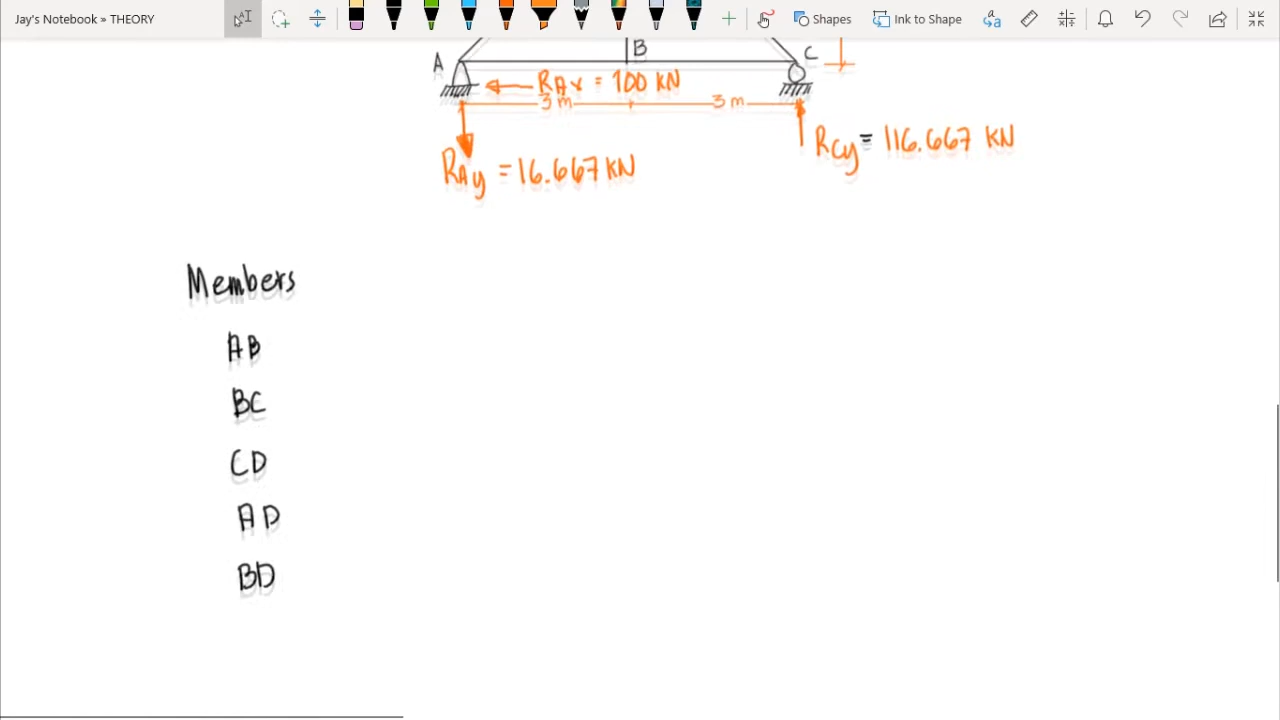 Jay's Notebook » THEORY
Shapes
Ink to Shape
A
B
C
RAx = 100 KN
3 m
3 m
RAy = 16.667 KN
RCy = 116.667 KN
Members
AB
BC
CD
AD
BD